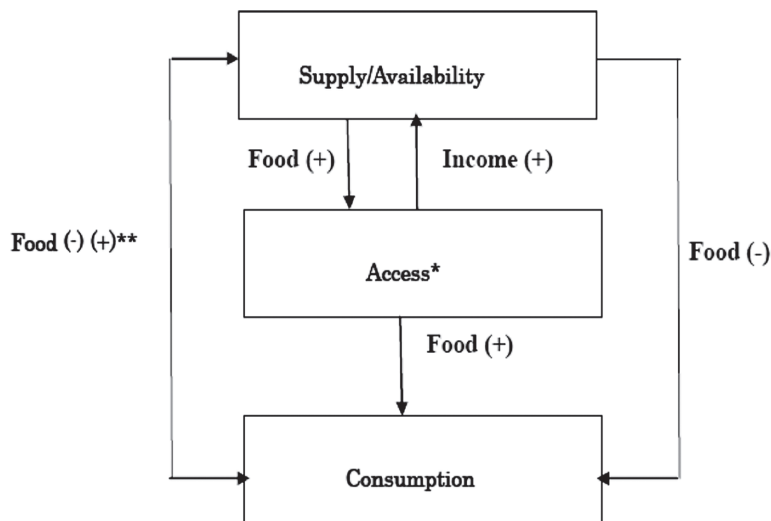 Supply/Availability
Food (+)
Income (+)
Food (-) (+)**
Food (-)
Access*
Food (+)
Consumption